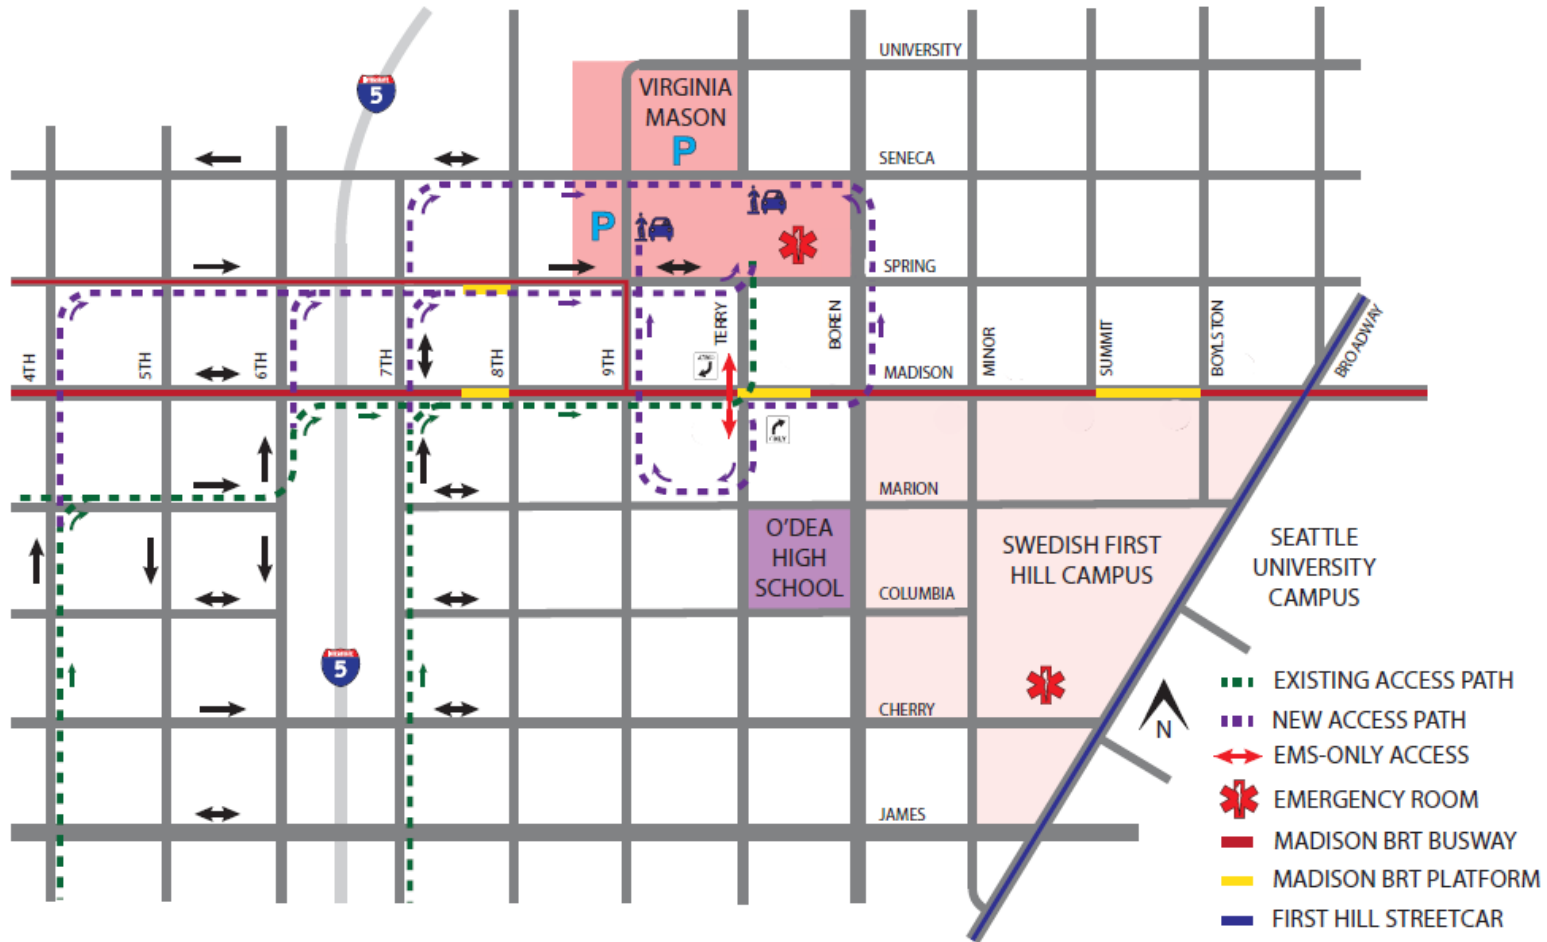 UNIVERSITY
5
VIRGINIA
MASON
P
SENECA
P
SPRING
4TH
5TH
6TH
7TH
8TH
9TH
TERRY
BOREN
MADISON
MINOR
SUMMIT
BOYLSTON
BROADWAY
ONLY
MARION
O'DEA
HIGH
SCHOOL
SWEDISH FIRST
HILL CAMPUS
SEATTLE
UNIVERSITY
CAMPUS
COLUMBIA
5
CHERRY
N
JAMES
EXISTING ACCESS PATH
NEW ACCESS PATH
EMS-ONLY ACCESS
EMERGENCY ROOM
MADISON BRT BUSWAY
MADISON BRT PLATFORM
FIRST HILL STREETCAR